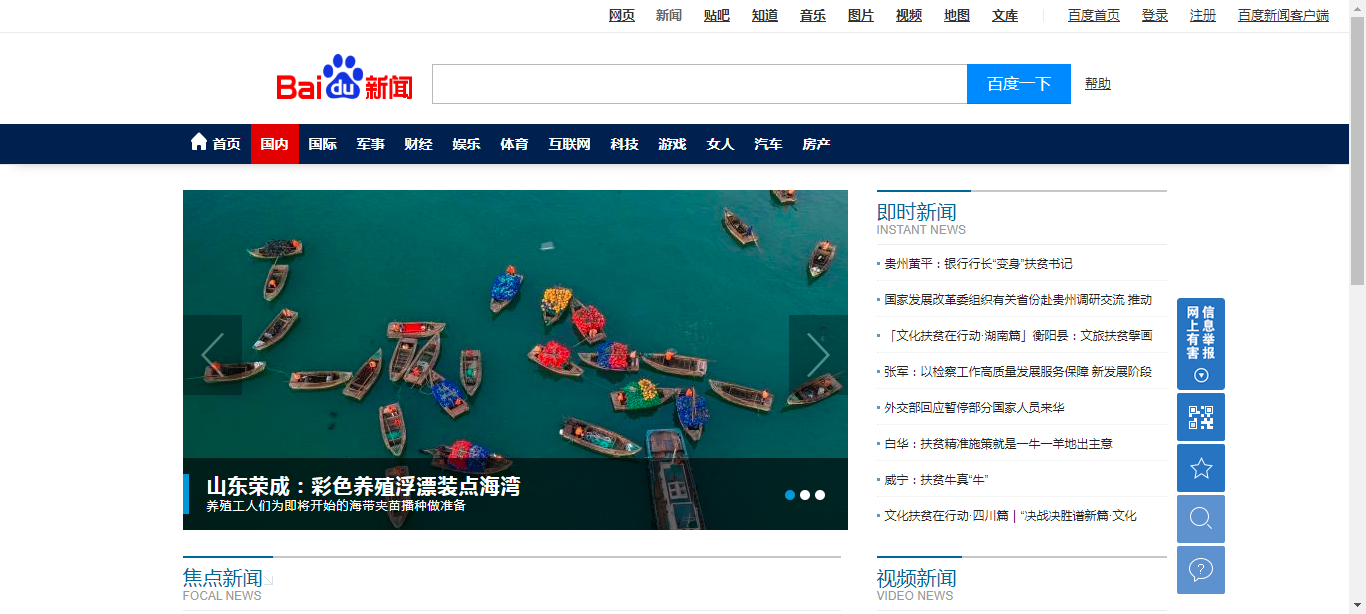 网页 新闻 贴吧 知道 音乐 图片 视频 地图 文库 百度首页 登录 注册 百度新闻客户端
Bai du 新闻 百度一下 帮助
首页 国内 国际 军事 财经 娱乐 体育 互联网 科技 游戏 女人 汽车 房产
山东荣成：彩色养殖浮漂装点海湾
养殖工人们为即将开始的海带夹苗播种做准备
即时新闻
INSTANT NEWS
贵州黄平：银行行长“变身”扶贫书记
国家发展改革委组织有关省份赴贵州调研交流 推动
「文化扶贫在行动·湖南篇」衡阳县：文旅扶贫擘画
张军：以检察工作高质量发展服务保障 新发展阶段
外交部回应暂停部分国家人员来华
白华：扶贫精准施策就是一牛一羊地出主意
威宁：扶贫牛真“牛”
文化扶贫在行动·四川篇｜“决战决胜谱新篇·文化
网上有害
信息举报
焦点新闻
FOCAL NEWS
视频新闻
VIDEO NEWS